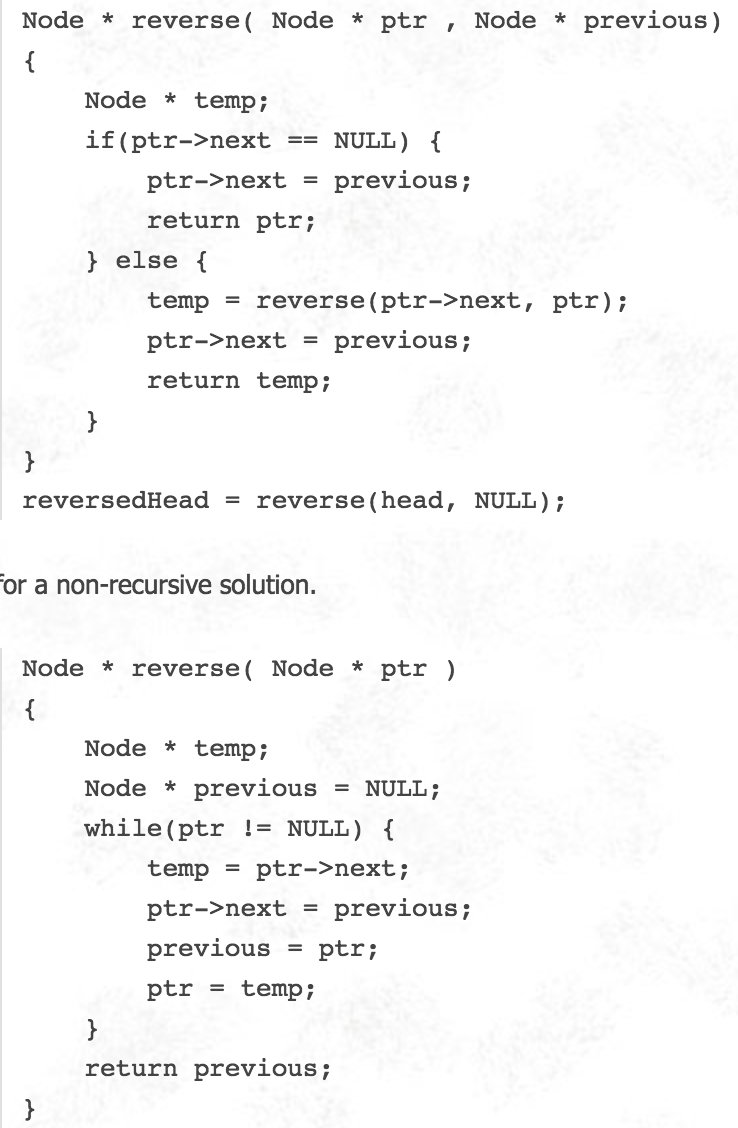 Node * reverse( Node * ptr , Node * previous)
{
    Node * temp;
    if(ptr->next == NULL) {
        ptr->next = previous;
        return ptr;
    } else {
        temp = reverse(ptr->next, ptr);
        ptr->next = previous;
        return temp;
    }
}
reversedHead = reverse(head, NULL);
for a non-recursive solution.
Node * reverse( Node * ptr )
{
    Node * temp;
    Node * previous = NULL;
    while(ptr != NULL) {
        temp = ptr->next;
        ptr->next = previous;
        previous = ptr;
        ptr = temp;
    }
    return previous;
}